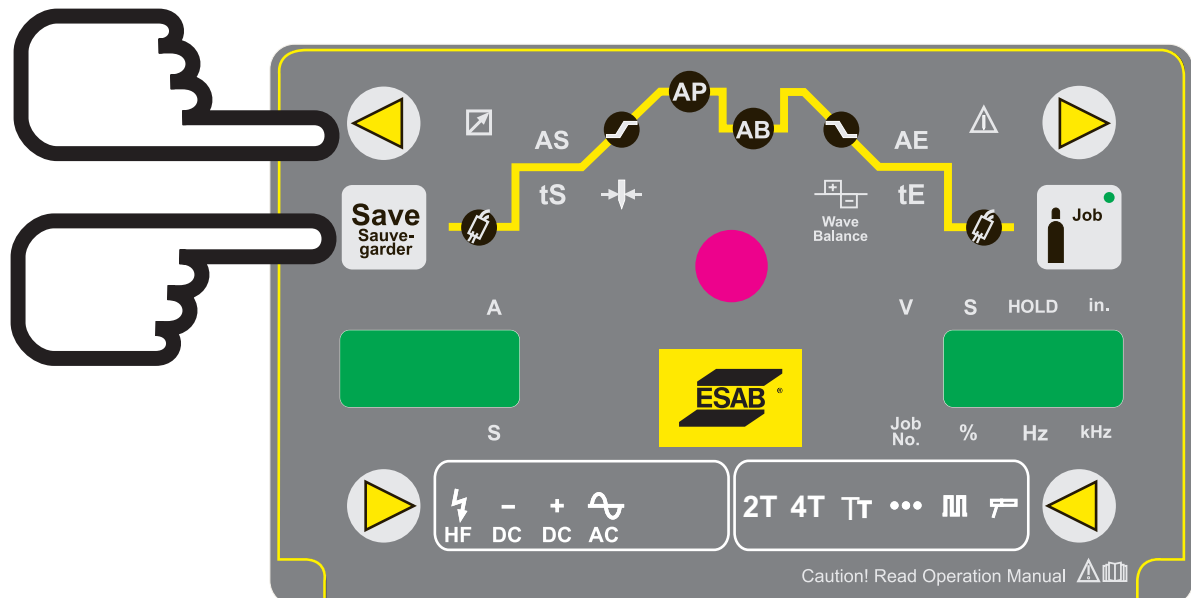 AP
AS
AB
AE
tS
tE
Save
Sauve-
garder
Wave
Balance
Job
A
V S HOLD in.
ESAB ®
S
Job
No.
% Hz kHz
2T 4T TT
HF DC DC AC
Caution! Read Operation Manual